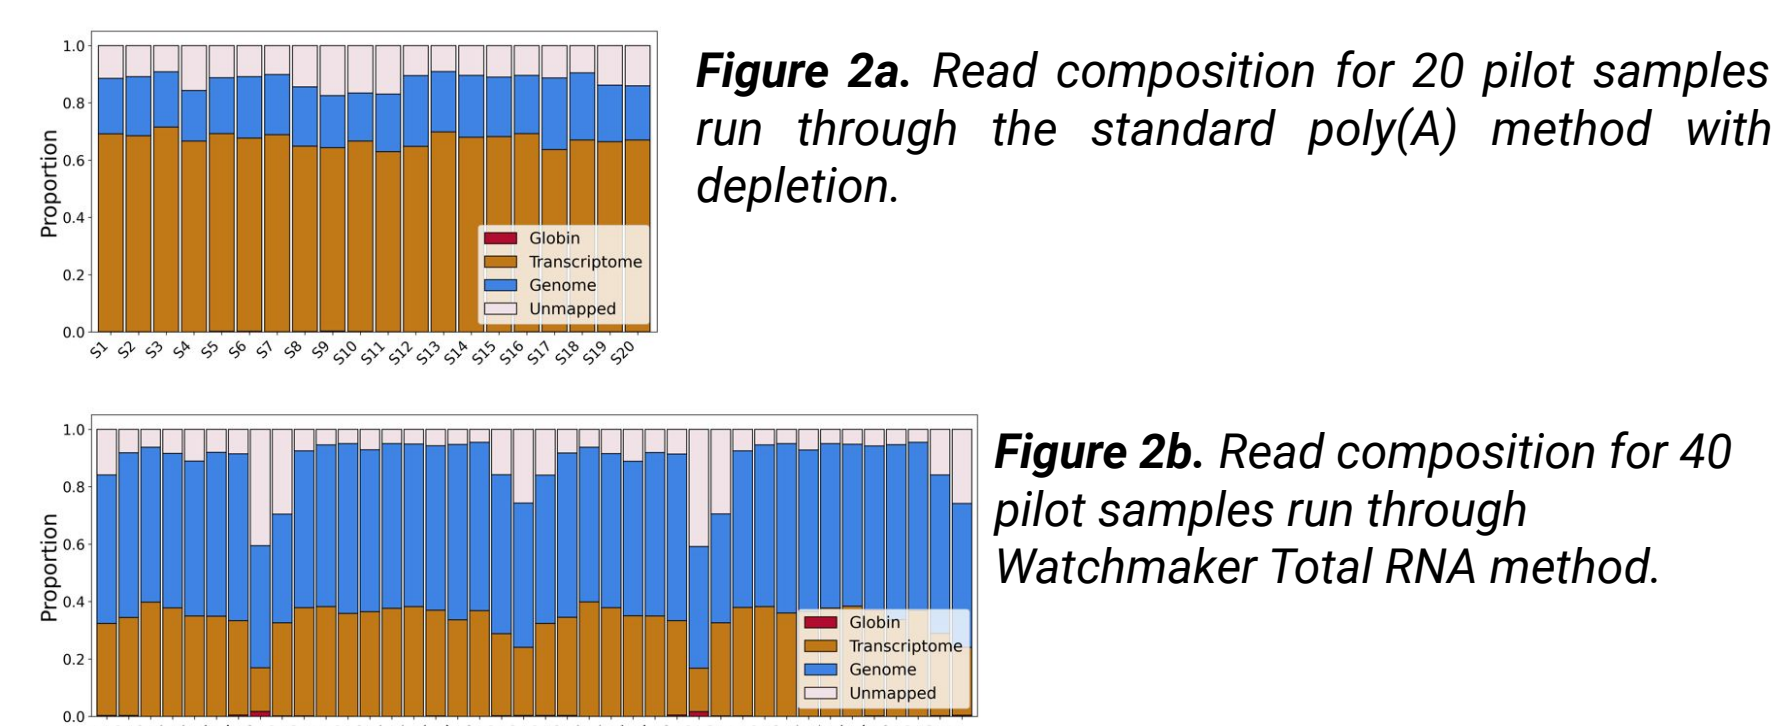 1.0
0.8
0.6
0.4
0.2
0.0
Proportion
Globin
Transcriptome
Genome
Unmapped
S1 S2 S3 S4 S5 S6 S7 S8 S9 S10 S11 S12 S13 S14 S15 S16 S17 S18 S19 S20
Figure 2a. Read composition for 20 pilot samples
run through the standard poly(A) method with
depletion.
1.0
0.8
0.6
0.4
0.2
0.0
Proportion
Globin
Transcriptome
Genome
Unmapped
Figure 2b. Read composition for 40
pilot samples run through
Watchmaker Total RNA method.